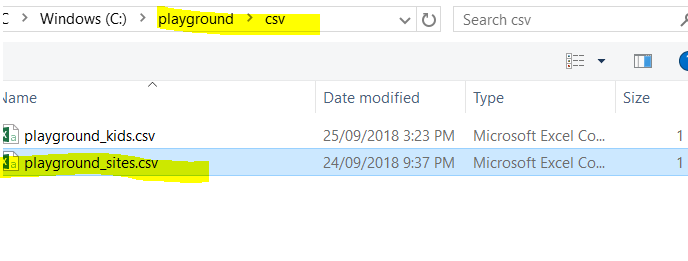 C > Windows (C:) > playground > csv Search csv
Name Date modified Type Size
playground_kids.csv 25/09/2018 3:23 PM Microsoft Excel Co... 1
playground_sites.csv 24/09/2018 9:37 PM Microsoft Excel Co... 1